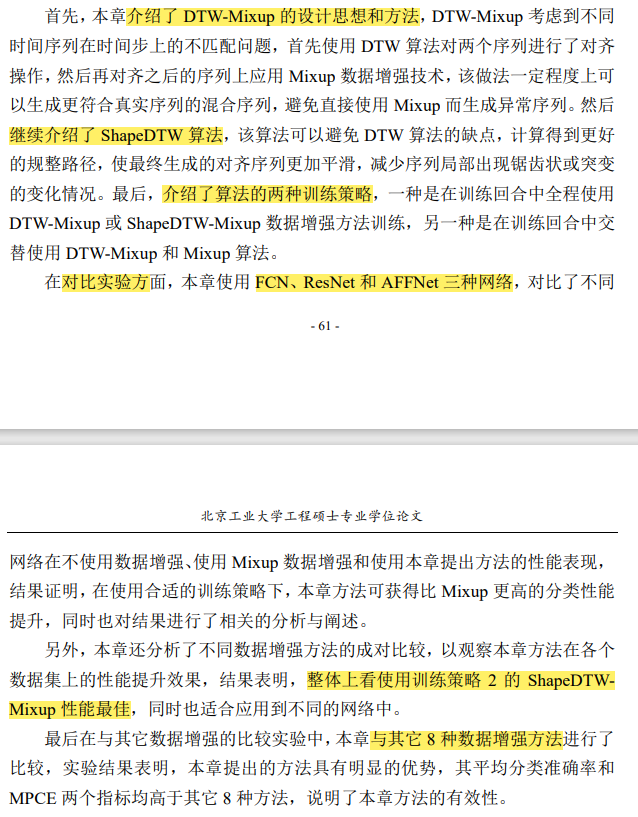 首先，本章介绍了 DTW-Mixup 的设计思想和方法，DTW-Mixup 考虑到不同
时间序列在时间步上的不匹配问题，首先使用 DTW 算法对两个序列进行了对齐
操作，然后再对齐之后的序列上应用 Mixup 数据增强技术，该做法一定程度上可
以生成更符合真实序列的混合序列，避免直接使用 Mixup 而生成异常序列。然后
继续介绍了 ShapeDTW 算法，该算法可以避免 DTW 算法的缺点，计算得到更好
的规整路径，使最终生成的对齐序列更加平滑，减少序列局部出现锯齿状或突变
的变化情况。最后，介绍了算法的两种训练策略，一种是在训练回合中全程使用
DTW-Mixup 或 ShapeDTW-Mixup 数据增强方法训练，另一种是在训练回合中交
替使用 DTW-Mixup 和 Mixup 算法。
在对比实验方面，本章使用 FCN、ResNet 和 AFFNet 三种网络，对比了不同
- 61 -
北京工业大学工程硕士专业学位论文
网络在不使用数据增强、使用 Mixup 数据增强和使用本章提出方法的性能表现，
结果证明，在使用合适的训练策略下，本章方法可获得比 Mixup 更高的分类性能
提升，同时也对结果进行了相关的分析与阐述。
另外，本章还分析了不同数据增强方法的成对比较，以观察本章方法在各个
数据集上的性能提升效果，结果表明，整体上看使用训练策略 2 的 ShapeDTW-
Mixup 性能最佳，同时也适合应用到不同的网络中。
最后在与其它数据增强的比较实验中，本章与其它 8 种数据增强方法进行了
比较，实验结果表明，本章提出的方法具有明显的优势，其平均分类准确率和
MPCE 两个指标均高于其它 8 种方法，说明了本章方法的有效性。